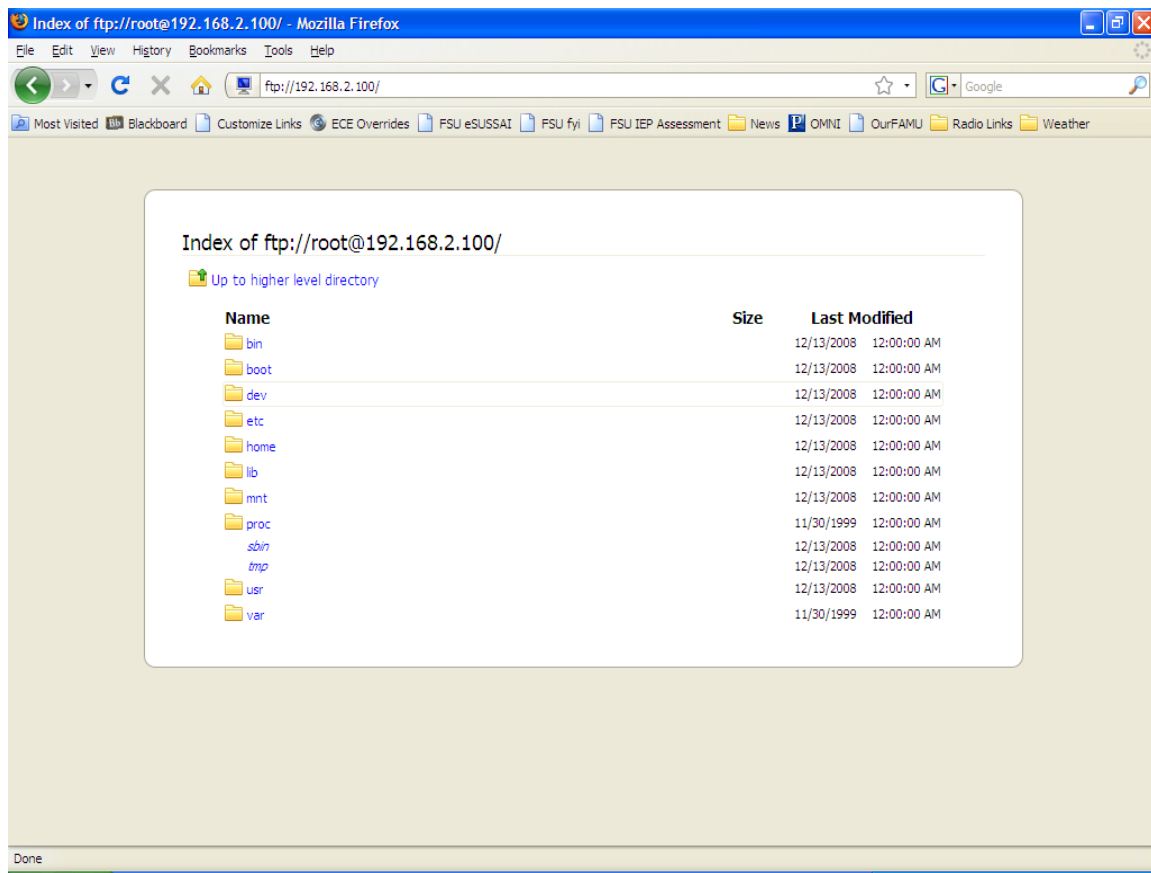 Index of ftp://root@192.168.2.100/ - Mozilla Firefox
File Edit View History Bookmarks Tools Help
ftp://192.168.2.100/ G Google
Most Visited Bb Blackboard Customize Links ECE Overrides FSU eSUSSAI FSU fyi FSU IEP Assessment News P OMNI OurFAMU Radio Links Weather
Index of ftp://root@192.168.2.100/
Up to higher level directory
Name Size Last Modified
bin 12/13/2008 12:00:00 AM
boot 12/13/2008 12:00:00 AM
dev 12/13/2008 12:00:00 AM
etc 12/13/2008 12:00:00 AM
home 12/13/2008 12:00:00 AM
lib 12/13/2008 12:00:00 AM
mnt 12/13/2008 12:00:00 AM
proc 11/30/1999 12:00:00 AM
sbin 12/13/2008 12:00:00 AM
tmp 12/13/2008 12:00:00 AM
usr 12/13/2008 12:00:00 AM
var 11/30/1999 12:00:00 AM
Done